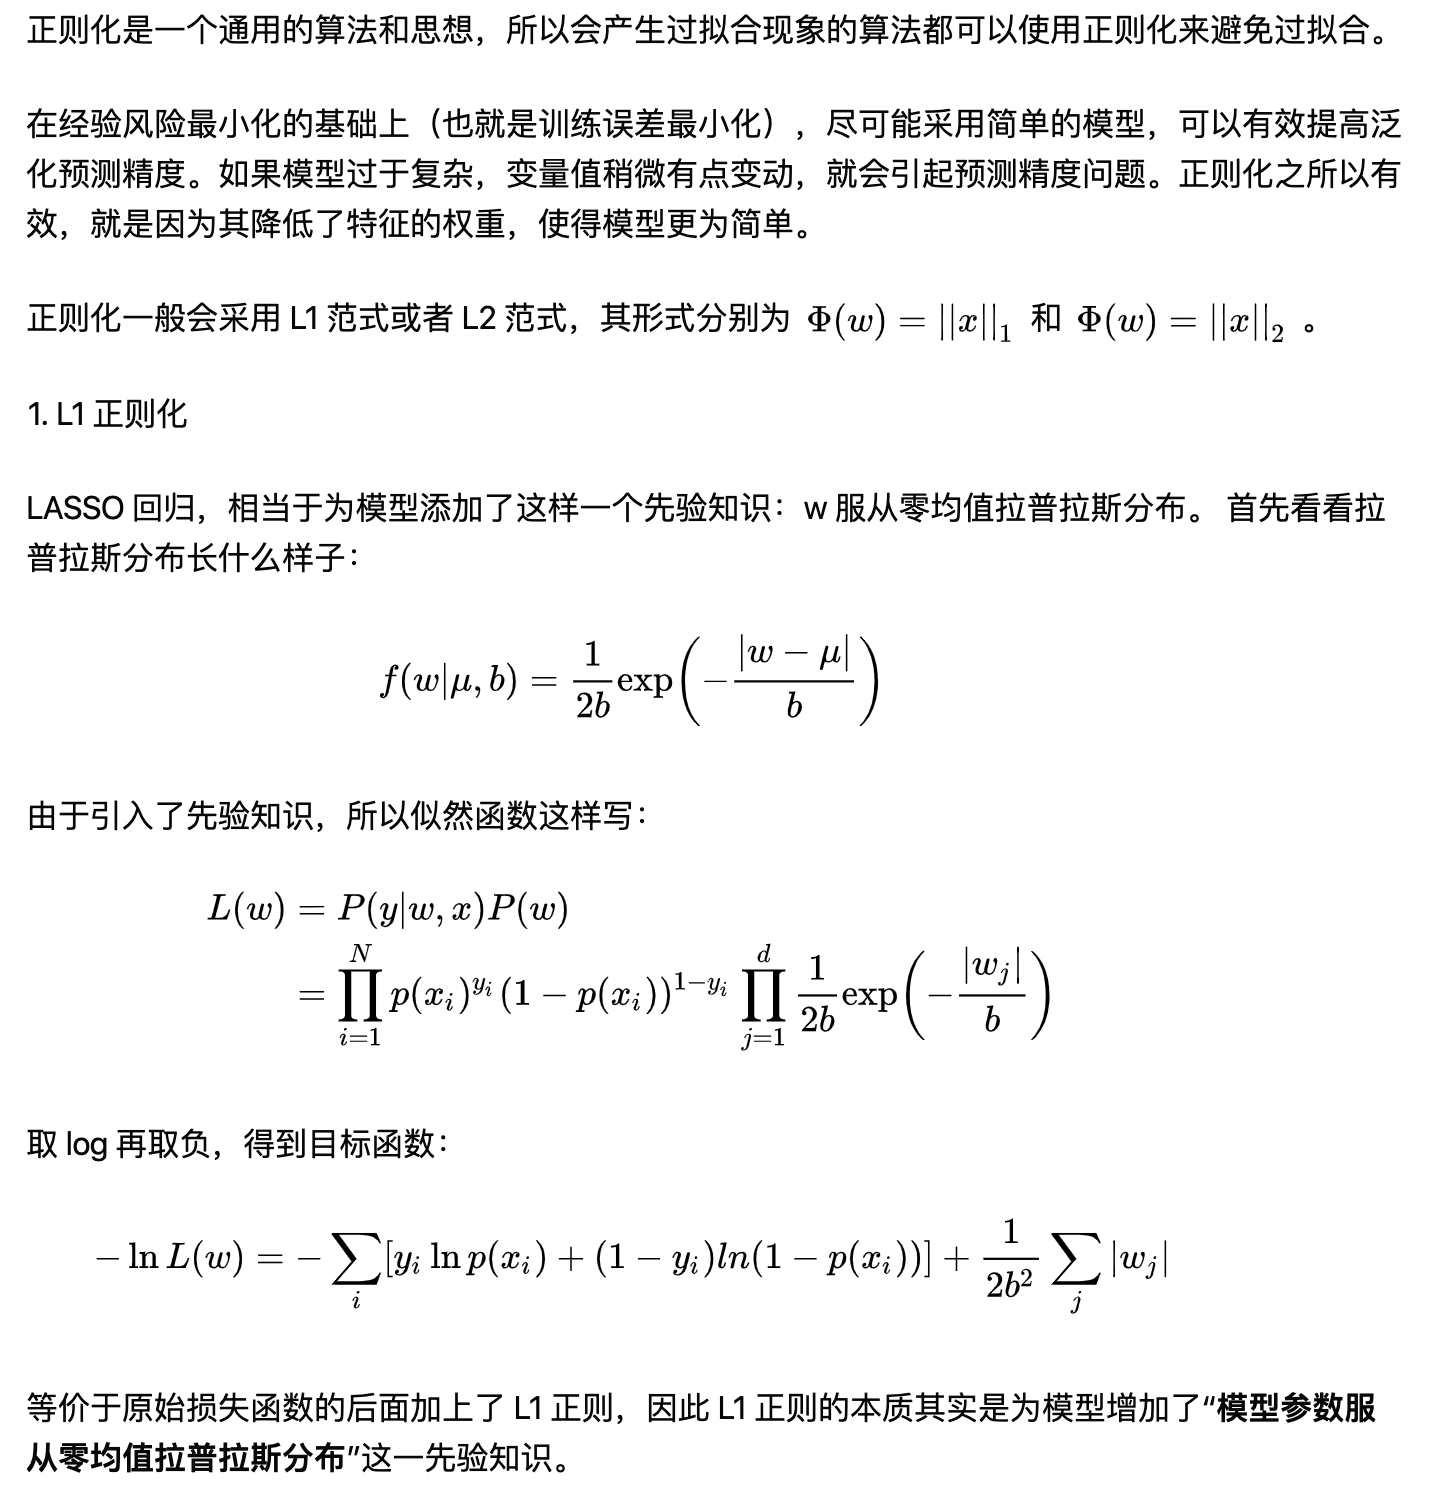 正则化是一个通用的算法和思想，所以会产生过拟合现象的算法都可以使用正则化来避免过拟合。
在经验风险最小化的基础上（也就是训练误差最小化），尽可能采用简单的模型，可以有效提高泛
化预测精度。如果模型过于复杂，变量值稍微有点变动，就会引起预测精度问题。正则化之所以有
效，就是因为其降低了特征的权重，使得模型更为简单。
正则化一般会采用 L1 范式或者 L2 范式，其形式分别为 $\Phi(w) = ||x||_1$ 和 $\Phi(w) = ||x||_2$ 。
1. L1 正则化
LASSO 回归，相当于为模型添加了这样一个先验知识：w 服从零均值拉普拉斯分布。 首先看看拉
普拉斯分布长什么样子：
$f(w|\mu, b) = \frac{1}{2b} \exp\left(-\frac{|w-\mu|}{b}\right)$
由于引入了先验知识，所以似然函数这样写：
$L(w) = P(y|w, x)P(w)$
$= \prod_{i=1}^{N} p(x_i)^{y_i} (1 - p(x_i))^{1-y_i} \prod_{j=1}^{d} \frac{1}{2b} \exp\left(-\frac{|w_j|}{b}\right)$
取 log 再取负，得到目标函数：
$-\ln L(w) = -\sum_{i} [y_i \ln p(x_i) + (1 - y_i)ln(1 - p(x_i))] + \frac{1}{2b^2} \sum_{j} |w_j|$
等价于原始损失函数的后面加上了 L1 正则，因此 L1 正则的本质其实是为模型增加了“模型参数服
从零均值拉普拉斯分布”这一先验知识。